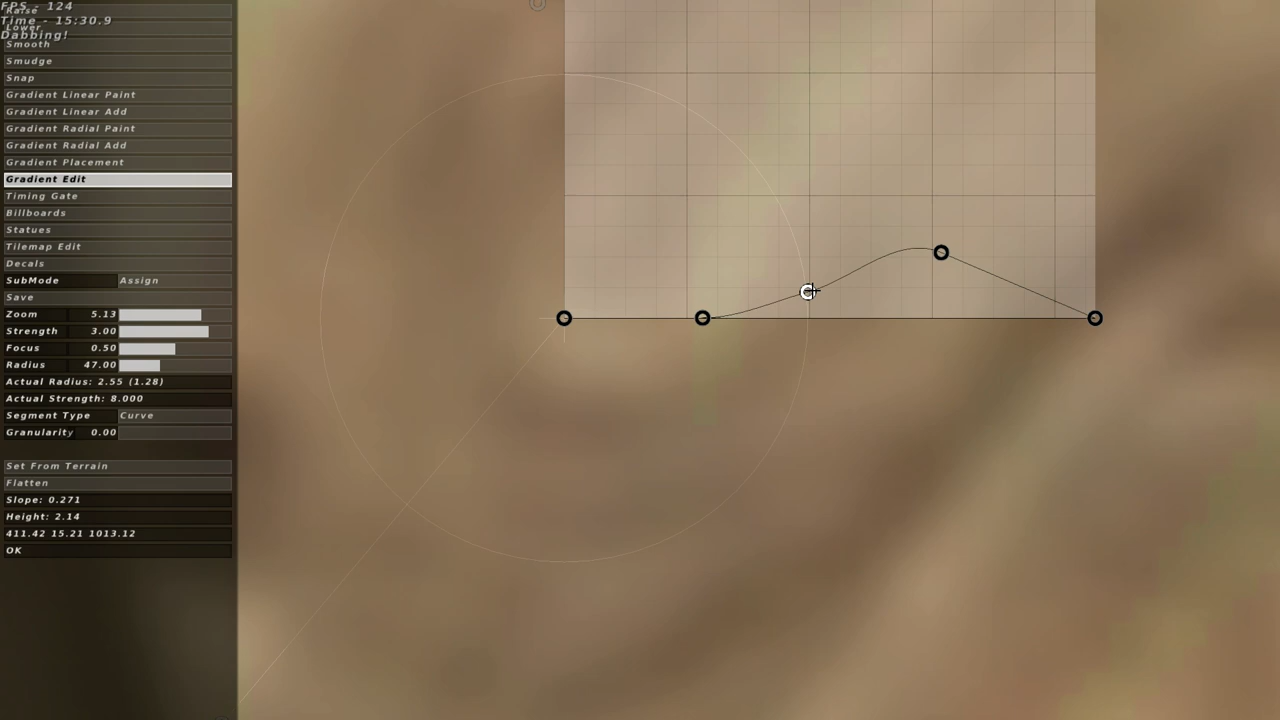 FPS - 124
Raise
Time - 15:30.9
Lower
Dabbing!
Smooth
Smudge
Snap
Gradient Linear Paint
Gradient Linear Add
Gradient Radial Paint
Gradient Radial Add
Gradient Placement
Gradient Edit
Timing Gate
Billboards
Statues
Tilemap Edit
Decals
SubMode Assign
Save
Zoom 5.13
Strength 3.00
Focus 0.50
Radius 47.00
Actual Radius: 2.55 (1.28)
Actual Strength: 8.000
Segment Type Curve
Granularity 0.00
Set From Terrain
Flatten
Slope: 0.271
Height: 2.14
411.42 15.21 1013.12
OK